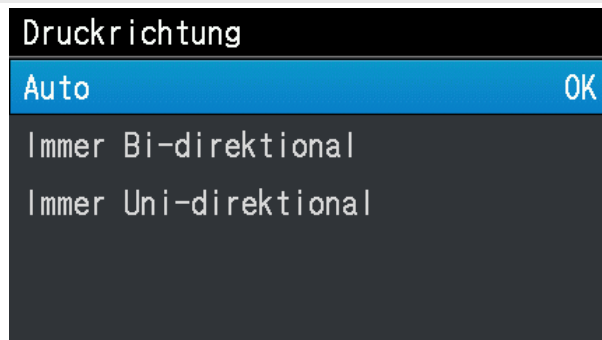 Druckrichtung
Auto OK
Immer Bi-direktional
Immer Uni-direktional